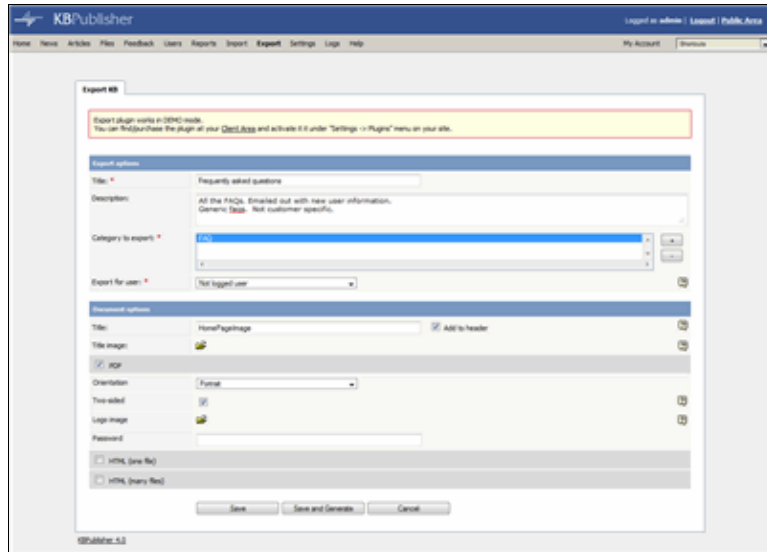 KBPublisher
Logged as admin | Logout | Public Area
Home News Articles Files Feedback Users Reports Import Export Settings Logs Help My Account Shortcuts
Export KB
Export plugin works in DEMO mode.
You can find/purchase the plugin at your Client Area and activate it it under "Settings -> Plugins" menu on your site.
Export options
Title: * Frequently asked questions
Description: All the FAQs. Emailed out with new user information.
Generic faqs. Not customer specific.
Category to export: * FAQ
+
-
Export for user: * Not logged user
Document options
Title: HomePageImage Add to header
Title image:
PDF
Orientation Portrait
Two-sided
Logo image
Password
HTML (one file)
HTML (many files)
Save Save and Generate Cancel
KBPublisher 4.0